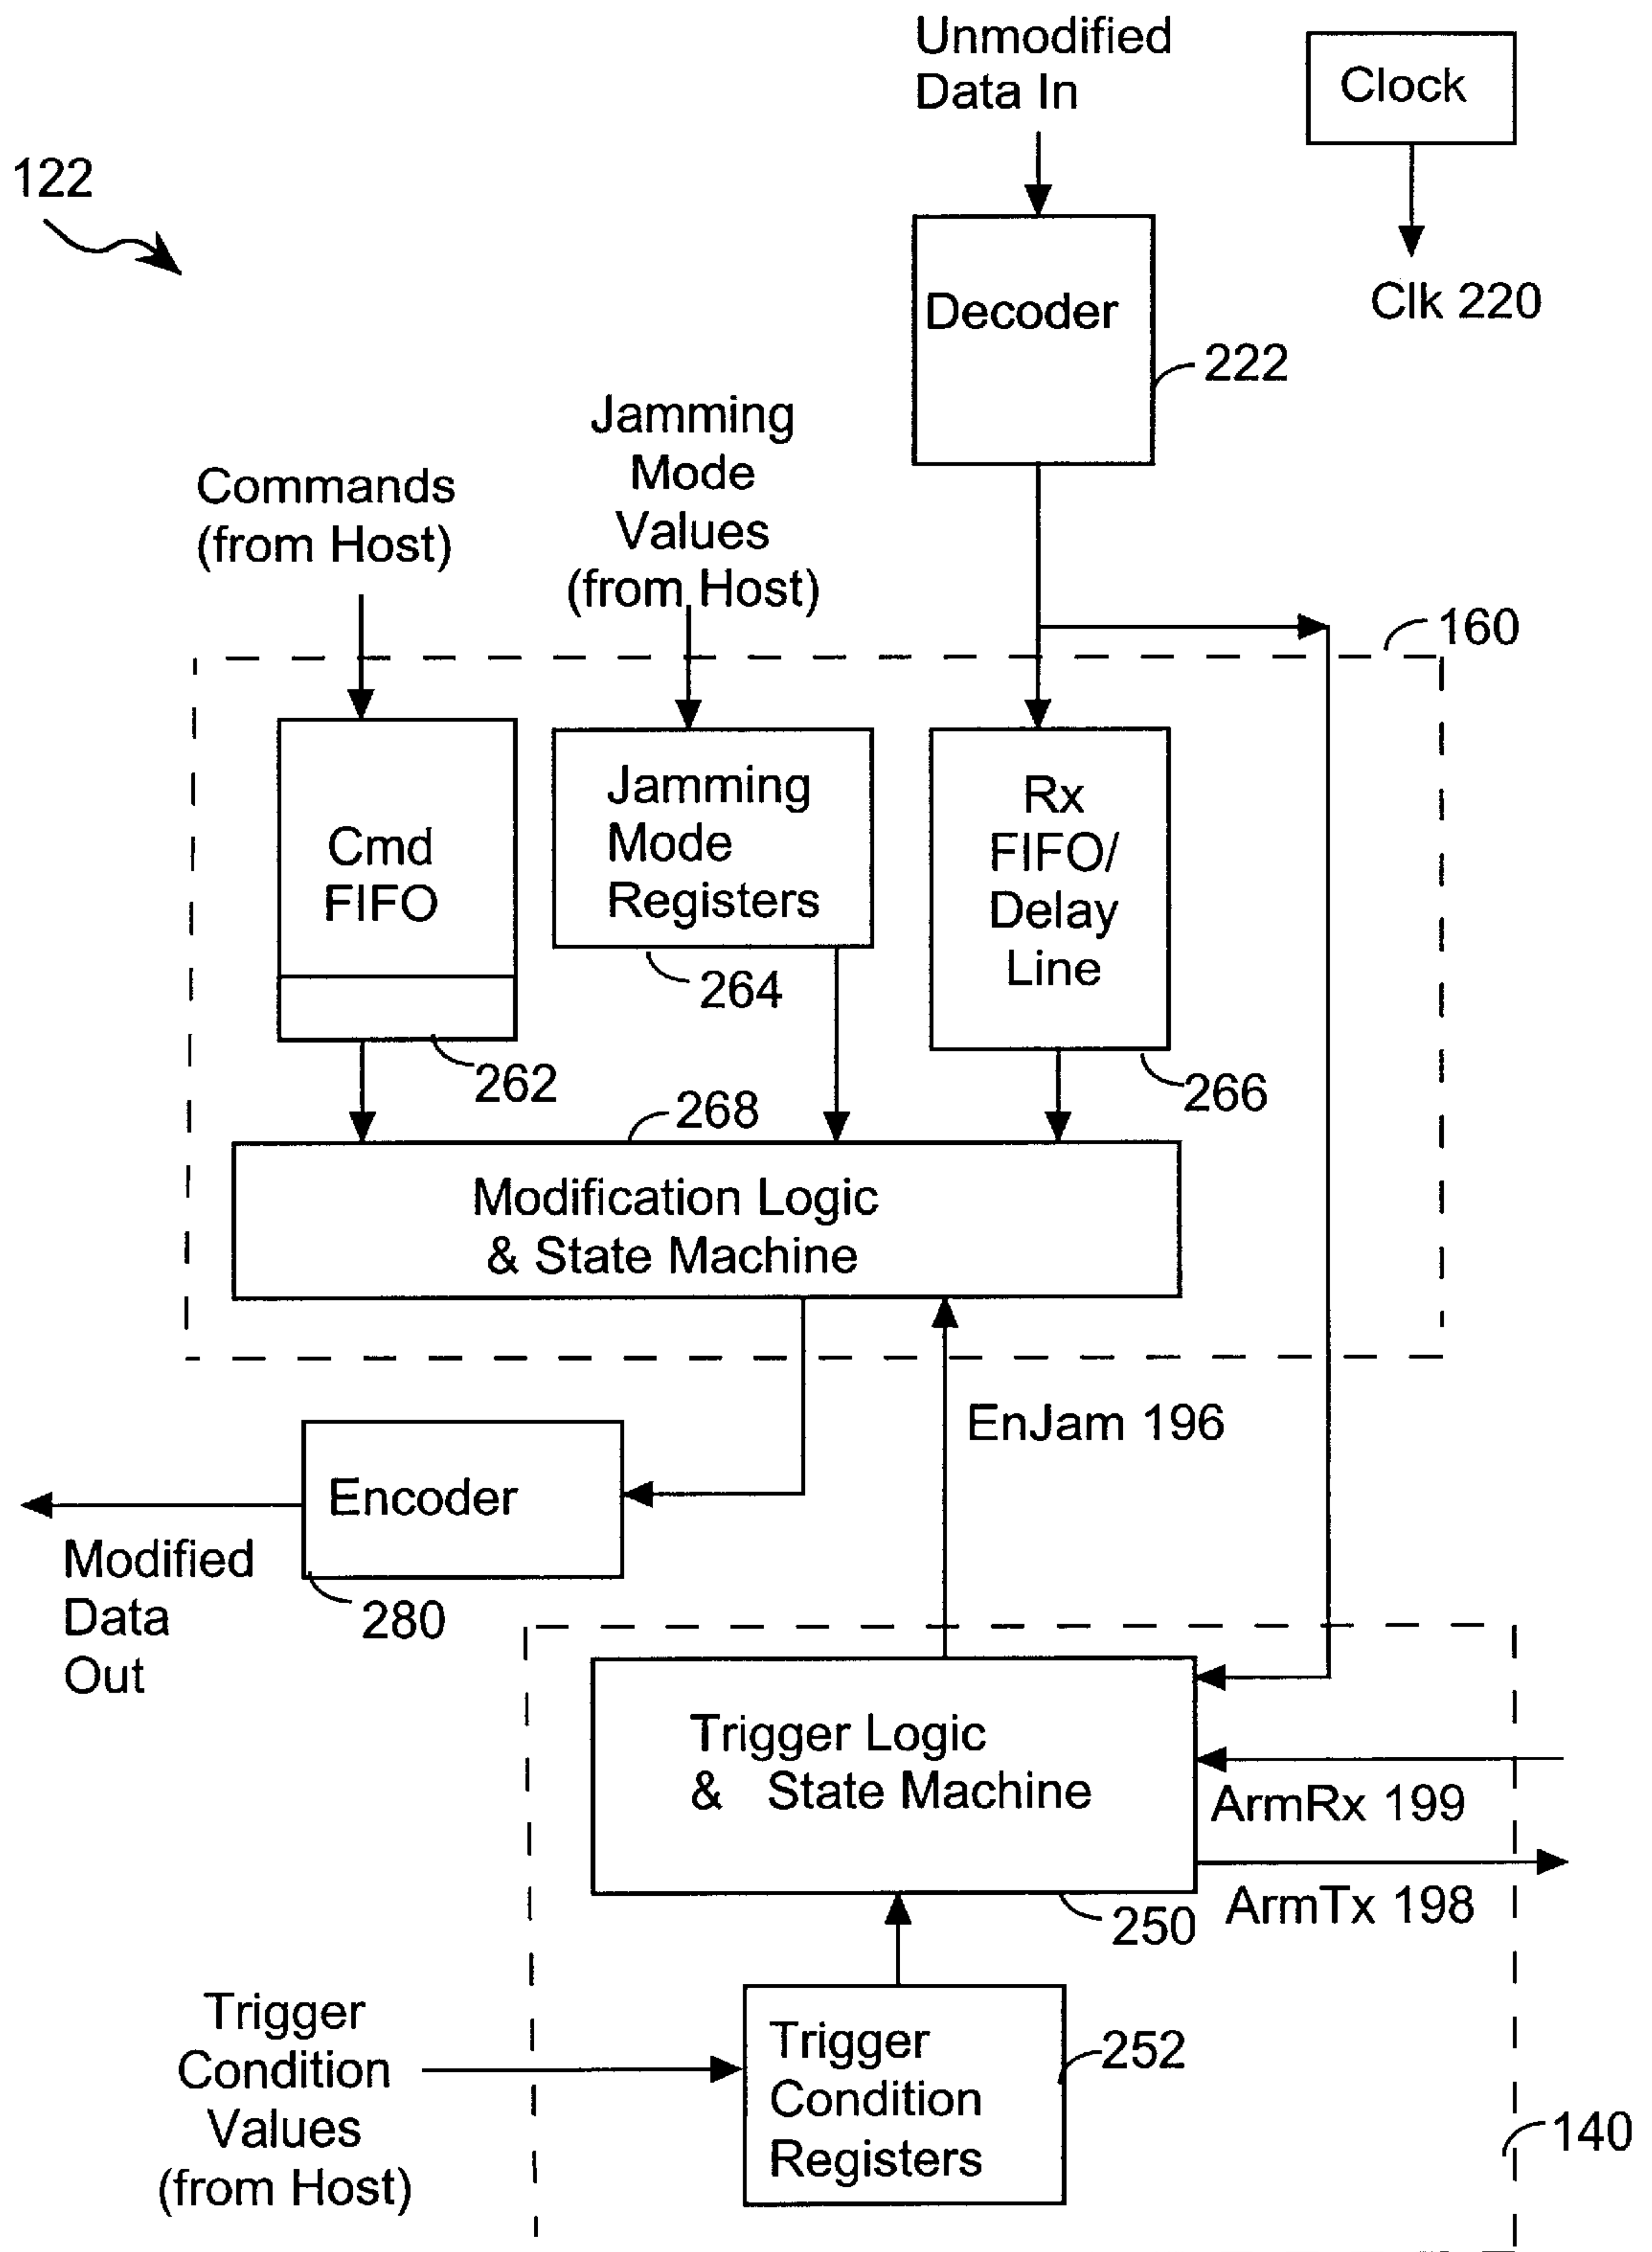 Unmodified
Data In
Clock
122
Clk 220
Decoder
222
Jamming
Mode
Values
(from Host)
Commands
(from Host)
160
Cmd
FIFO
Jamming
Mode
Registers
Rx
FIFO/
Delay
Line
264
262
266
268
Modification Logic
& State Machine
EnJam 196
Encoder
Modified
Data
Out
280
Trigger Logic
& State Machine
ArmRx 199
ArmTx 198
250
Trigger
Condition
Values
(from Host)
Trigger
Condition
Registers
252
140